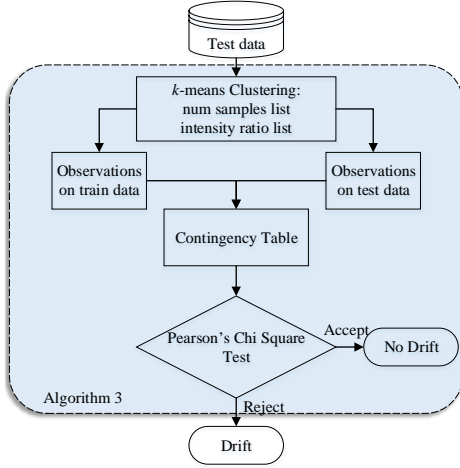 Test data
k-means Clustering:
num samples list
intensity ratio list
Observations
on train data
Observations
on test data
Contingency Table
Pearson's Chi Square
Test
Accept
No Drift
Algorithm 3
Reject
Drift